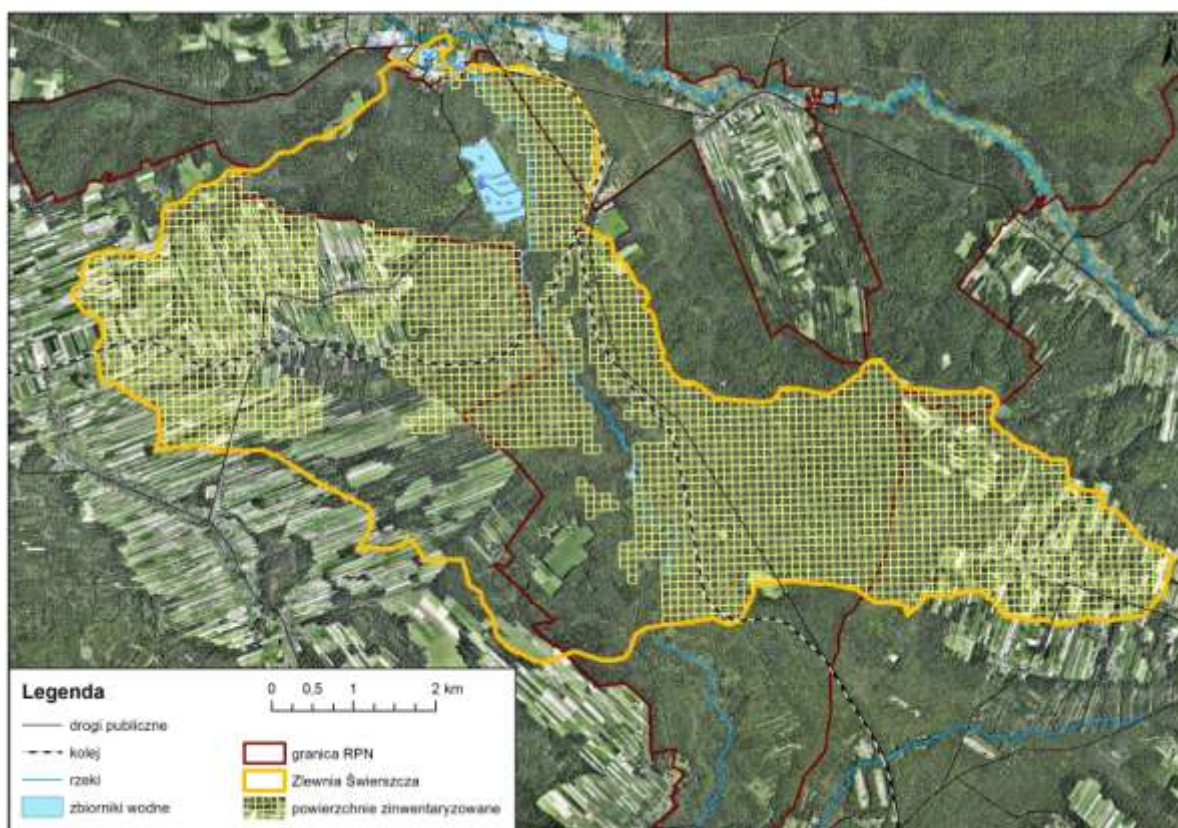 N
Legenda
0 0,5 1 2 km
drogi publiczne
kolej
rzeki
zbiorniki wodne
granica RPN
Zlewnia Świerszcza
powierzchnie zinwentaryzowane